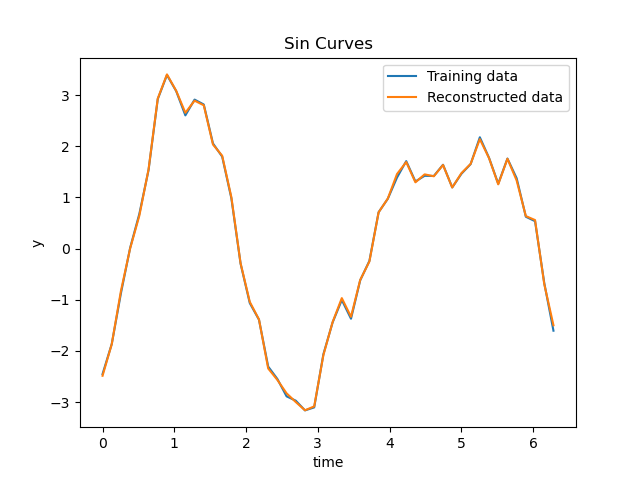 Sin Curves
Training data
Reconstructed data
y
3
2
1
0
−1
−2
−3
0 1 2 3 4 5 6
time